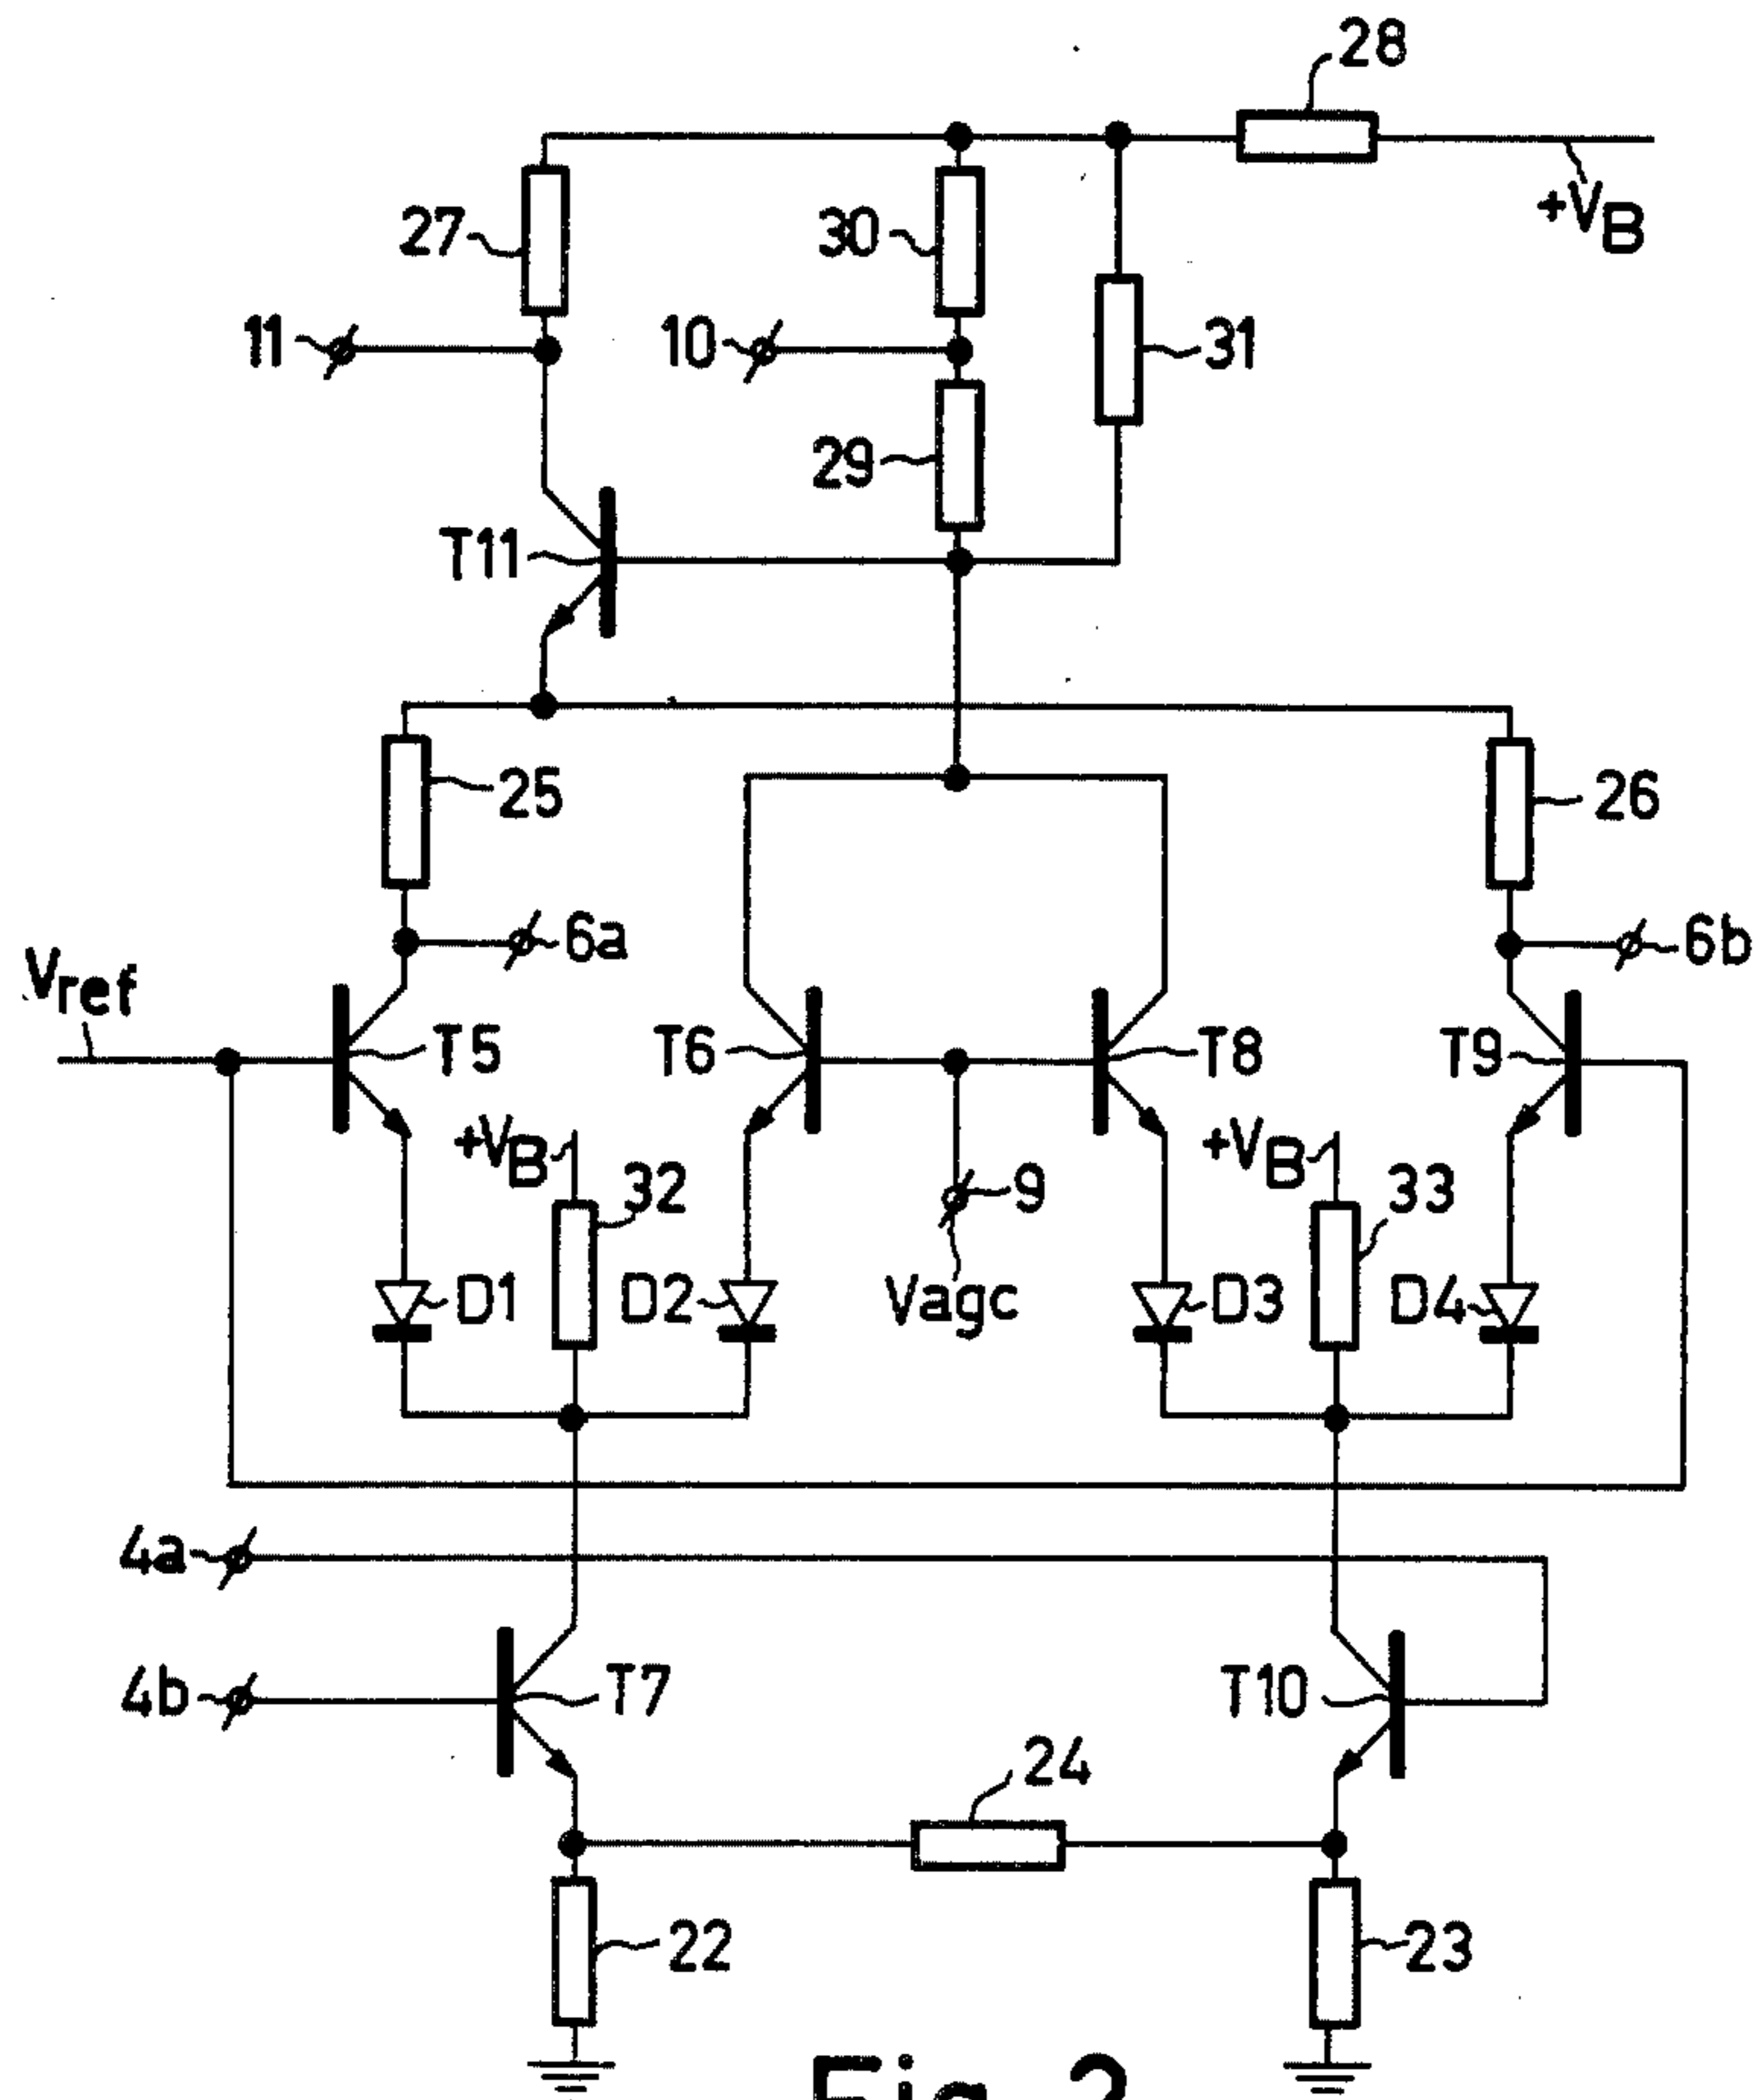 28
+VB
27
30
11
10
31
29
T11
25
26
6a
6b
Vref
T5
T6
T8
T9
+VB
32
9
+VB
33
D1
D2
Vagc
D3
D4
4a
4b
T7
T10
24
22
23